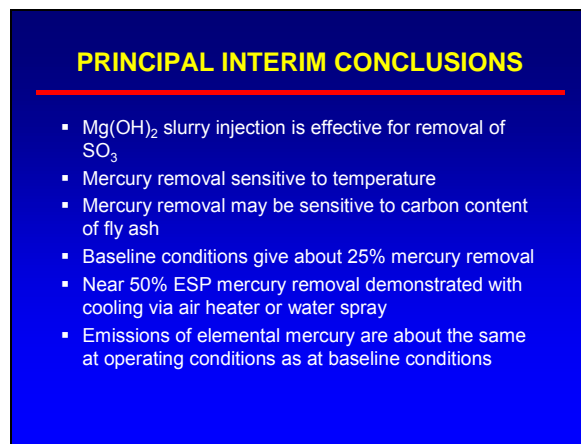 PRINCIPAL INTERIM CONCLUSIONS
▪ Mg(OH)₂ slurry injection is effective for removal of
SO₃
▪ Mercury removal sensitive to temperature
▪ Mercury removal may be sensitive to carbon content
of fly ash
▪ Baseline conditions give about 25% mercury removal
▪ Near 50% ESP mercury removal demonstrated with
cooling via air heater or water spray
▪ Emissions of elemental mercury are about the same
at operating conditions as at baseline conditions